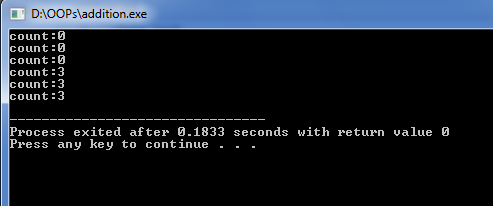 D:\OOPs\addition.exe
count:0
count:0
count:0
count:3
count:3
count:3
--------------------------------
Process exited after 0.1833 seconds with return value 0
Press any key to continue . . .